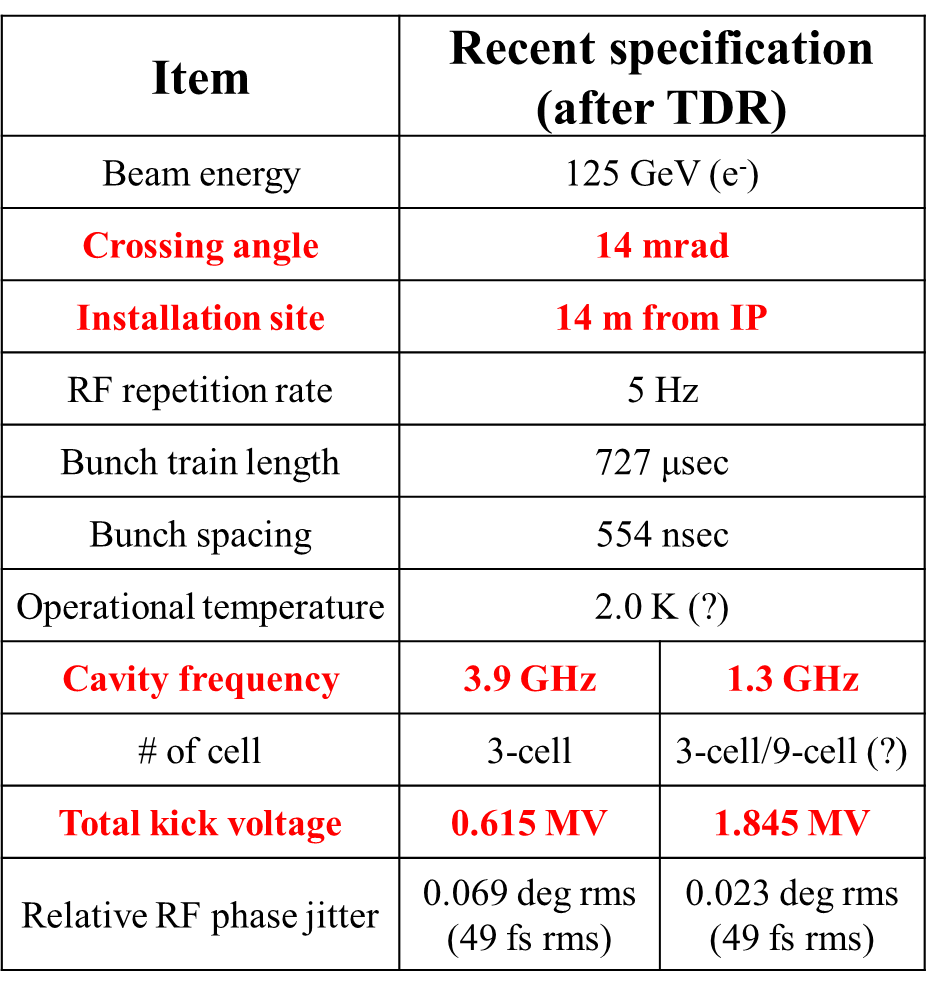 Item
Recent specification
(after TDR)
Beam energy
125 GeV (e-)
Crossing angle
14 mrad
Installation site
14 m from IP
RF repetition rate
5 Hz
Bunch train length
727 μsec
Bunch spacing
554 nsec
Operational temperature
2.0 K (?)
Cavity frequency
3.9 GHz
1.3 GHz
# of cell
3-cell
3-cell/9-cell (?)
Total kick voltage
0.615 MV
1.845 MV
Relative RF phase jitter
0.069 deg rms
(49 fs rms)
0.023 deg rms
(49 fs rms)